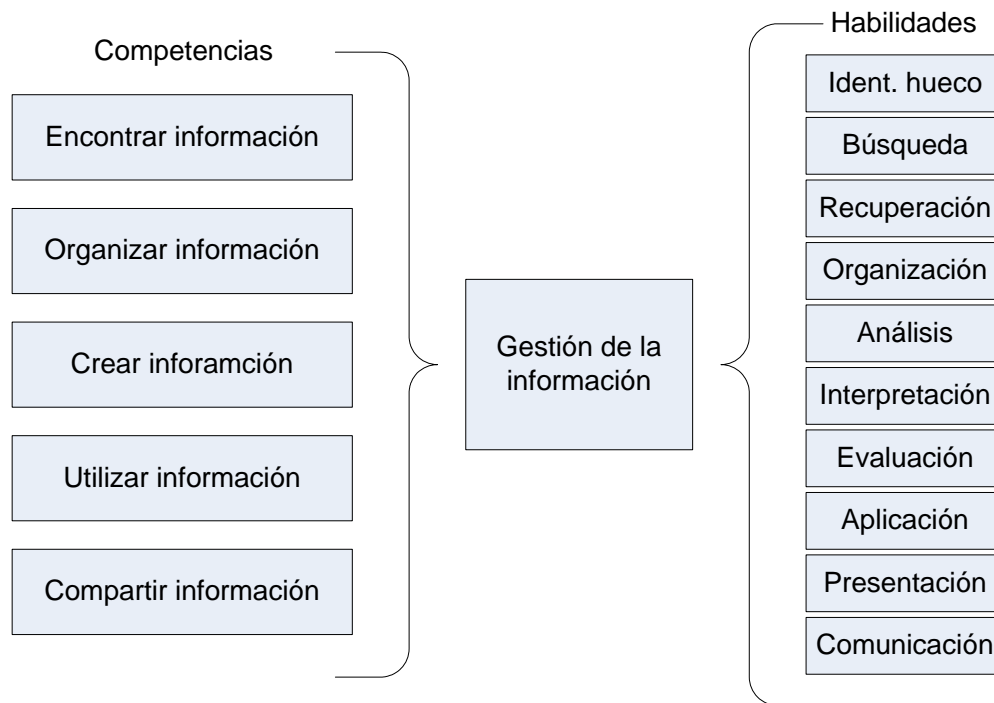 Competencias
Encontrar información
Organizar información
Crear inforamción
Utilizar información
Compartir información
Gestión de la
información
Habilidades
Ident. hueco
Búsqueda
Recuperación
Organización
Análisis
Interpretación
Evaluación
Aplicación
Presentación
Comunicación